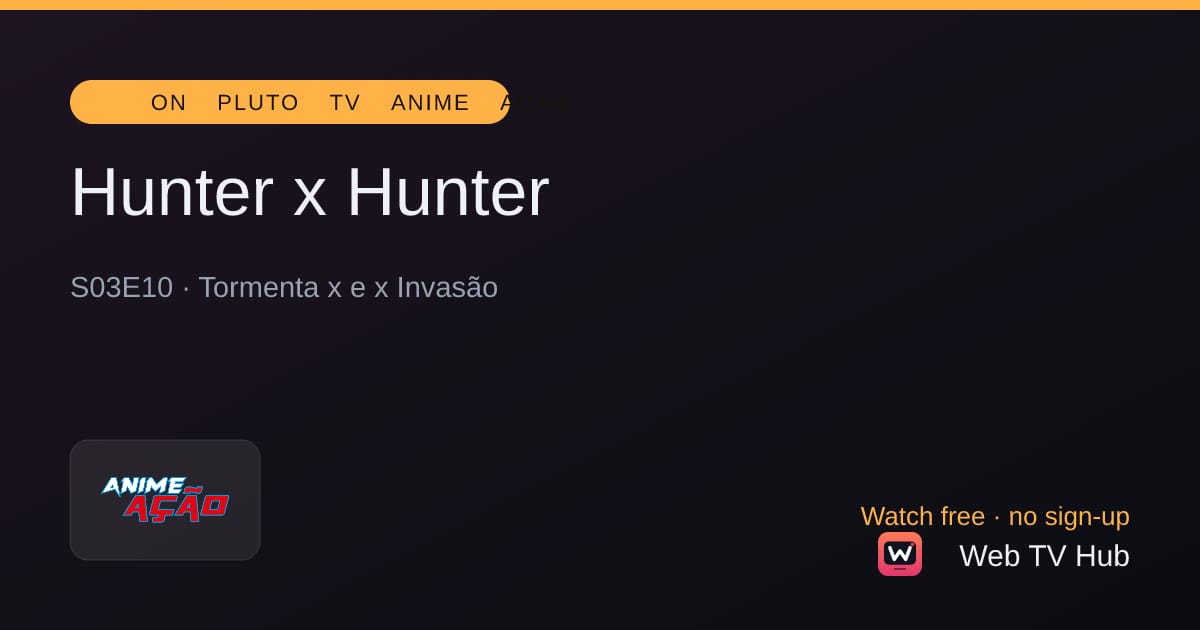 ON PLUTO TV ANIME AÇÃO
Hunter x Hunter
S03E10 · Tormenta x e x Invasão
ANIME
AÇÃO
Watch free · no sign-up
W
Web TV Hub